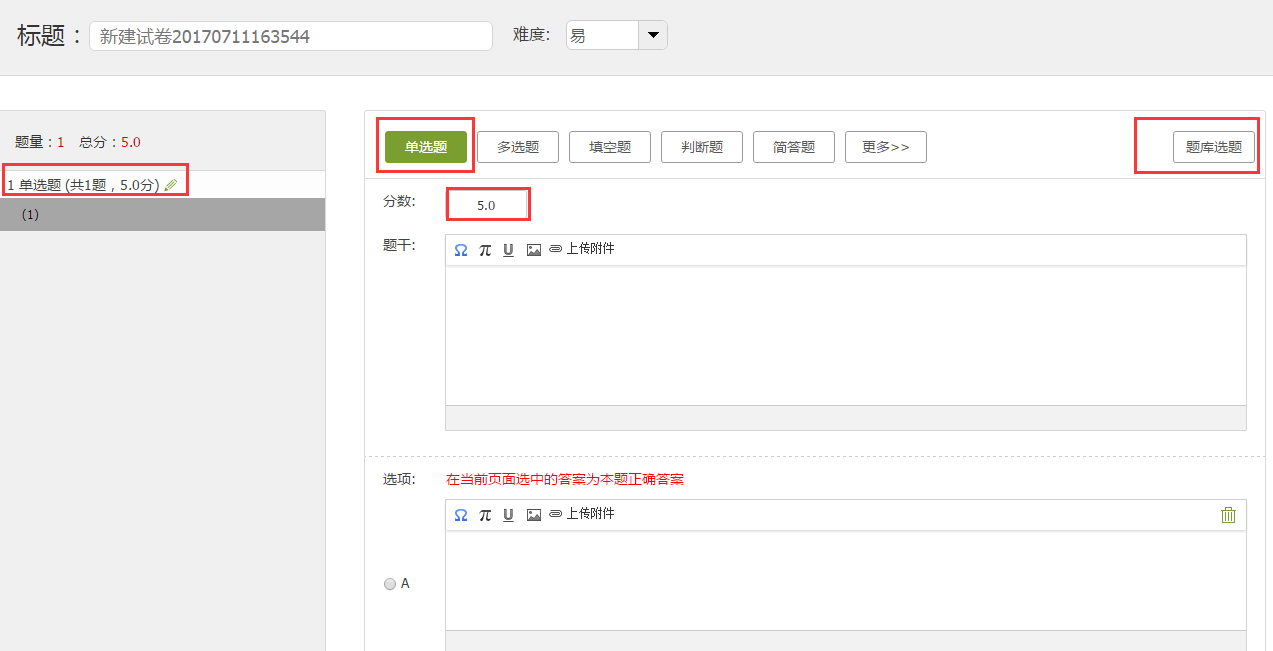 标题： 新建试卷20170711163544 难度: 易
题量：1 总分：5.0
1 单选题 (共1题，5.0分)
(1)
单选题 多选题 填空题 判断题 简答题 更多>> 题库选题
分数: 5.0
题干: Ω π U 上传附件
选项: 在当前页面选中的答案为本题正确答案
Ω π U 上传附件
A